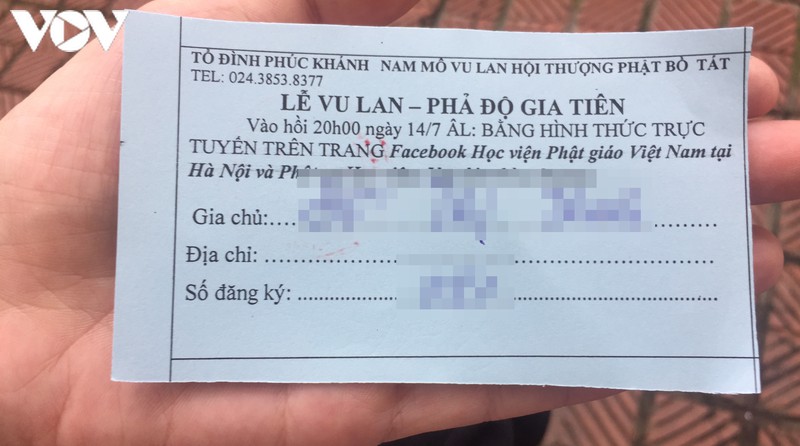 VOV
TỔ ĐÌNH PHÚC KHÁNH NAM MÔ VU LAN HỘI THƯỢNG PHẬT BỒ TÁT
TEL: 024.3853.8377
LỄ VU LAN – PHẢ ĐỘ GIA TIÊN
Vào hồi 20h00 ngày 14/7 ÂL: BẰNG HÌNH THỨC TRỰC
TUYẾN TRÊN TRANG Facebook Học viện Phật giáo Việt Nam tại
Hà Nội và
Gia chủ:....
Địa chỉ: ....
Số đăng ký: ....